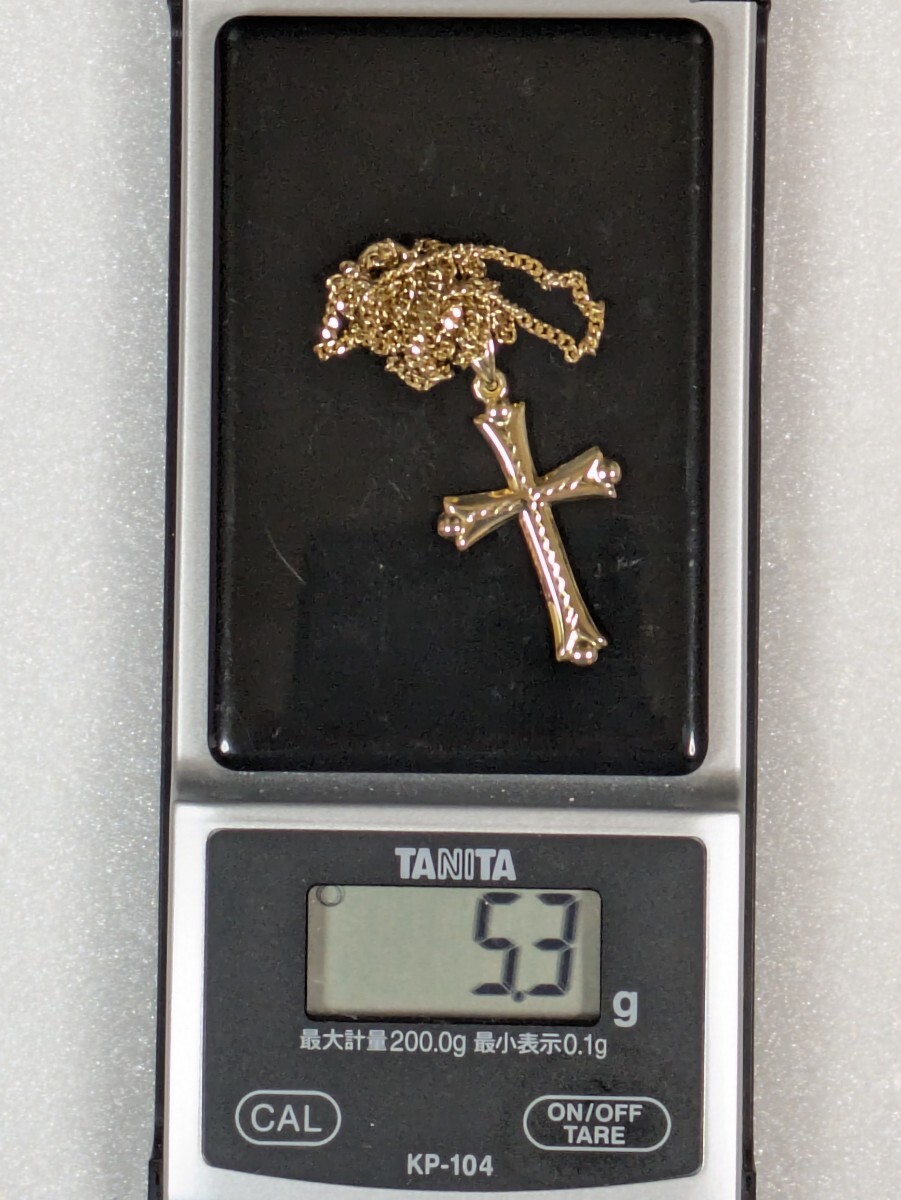 TANITA
5.3 g
最大計量200.0g 最小表示0.1g
CAL
ON/OFF
TARE
KP-104